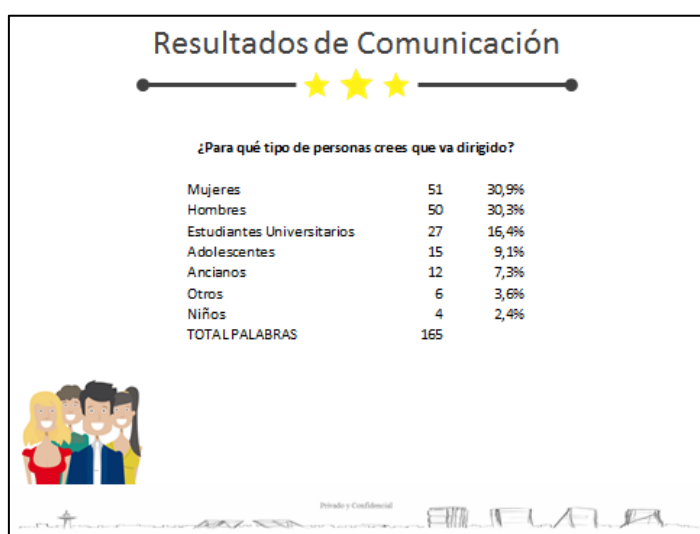 Resultados de Comunicación
¿Para qué tipo de personas crees que va dirigido?
Mujeres 51 30,9%
Hombres 50 30,3%
Estudiantes Universitarios 27 16,4%
Adolescentes 15 9,1%
Ancianos 12 7,3%
Otros 6 3,6%
Niños 4 2,4%
TOTAL PALABRAS 165
Privado y Confidencial